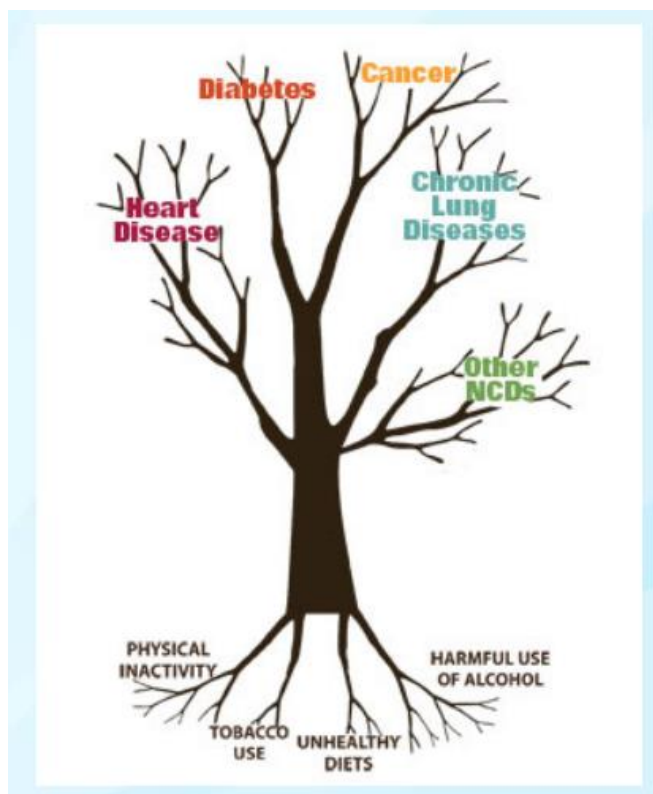 Diabetes
Cancer
Chronic
Lung
Diseases
Heart
Disease
Other
NCDs
PHYSICAL
INACTIVITY
HARMFUL USE
OF ALCOHOL
TOBACCO
USE
UNHEALTHY
DIETS